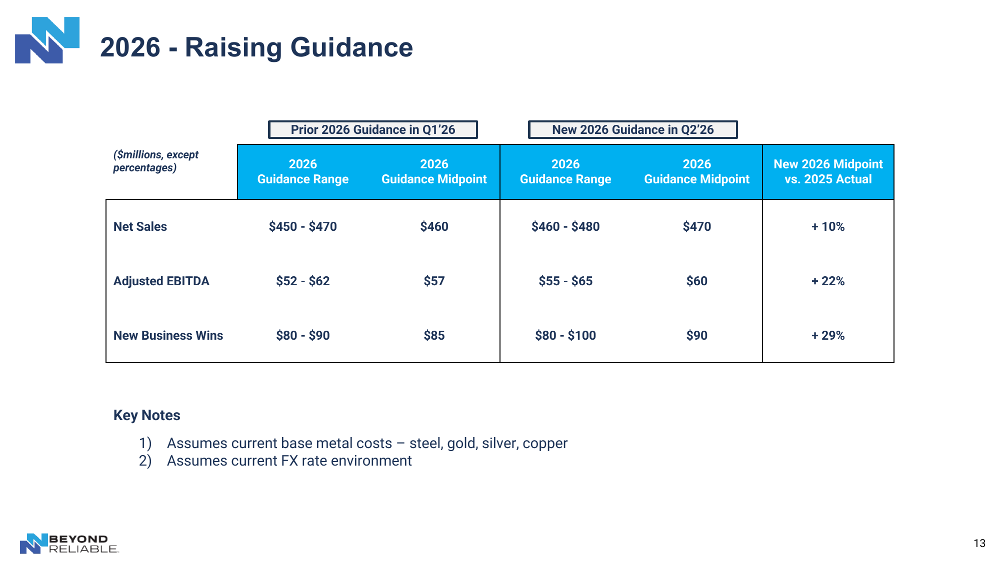 2026 - Raising Guidance
Prior 2026 Guidance in Q1’26
New 2026 Guidance in Q2’26
($millions, except
percentages)
2026
Guidance Range
2026
Guidance Midpoint
2026
Guidance Range
2026
Guidance Midpoint
New 2026 Midpoint
vs. 2025 Actual
Net Sales $450 - $470 $460 $460 - $480 $470 + 10%
Adjusted EBITDA $52 - $62 $57 $55 - $65 $60 + 22%
New Business Wins $80 - $90 $85 $80 - $100 $90 + 29%
Key Notes
1) Assumes current base metal costs – steel, gold, silver, copper
2) Assumes current FX rate environment
BEYOND
RELIABLE
13